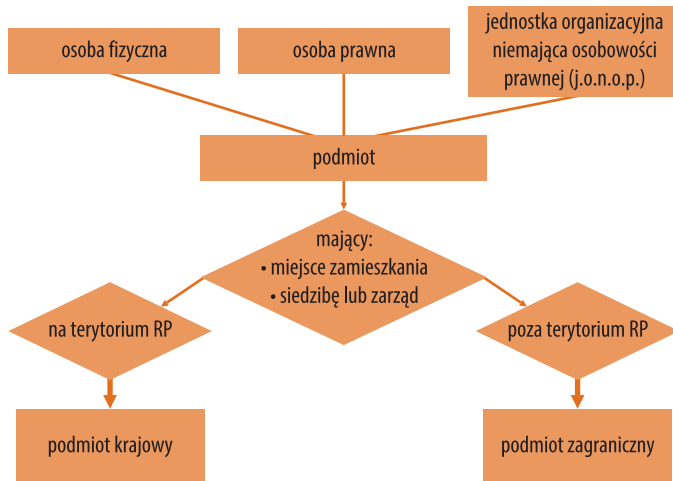 osoba fizyczna
osoba prawna
jednostka organizacyjna
niemająca osobowości
prawnej (j.o.n.o.p.)
podmiot
mający:
• miejsce zamieszkania
• siedzibę lub zarząd
na terytorium RP
poza terytorium RP
podmiot krajowy
podmiot zagraniczny